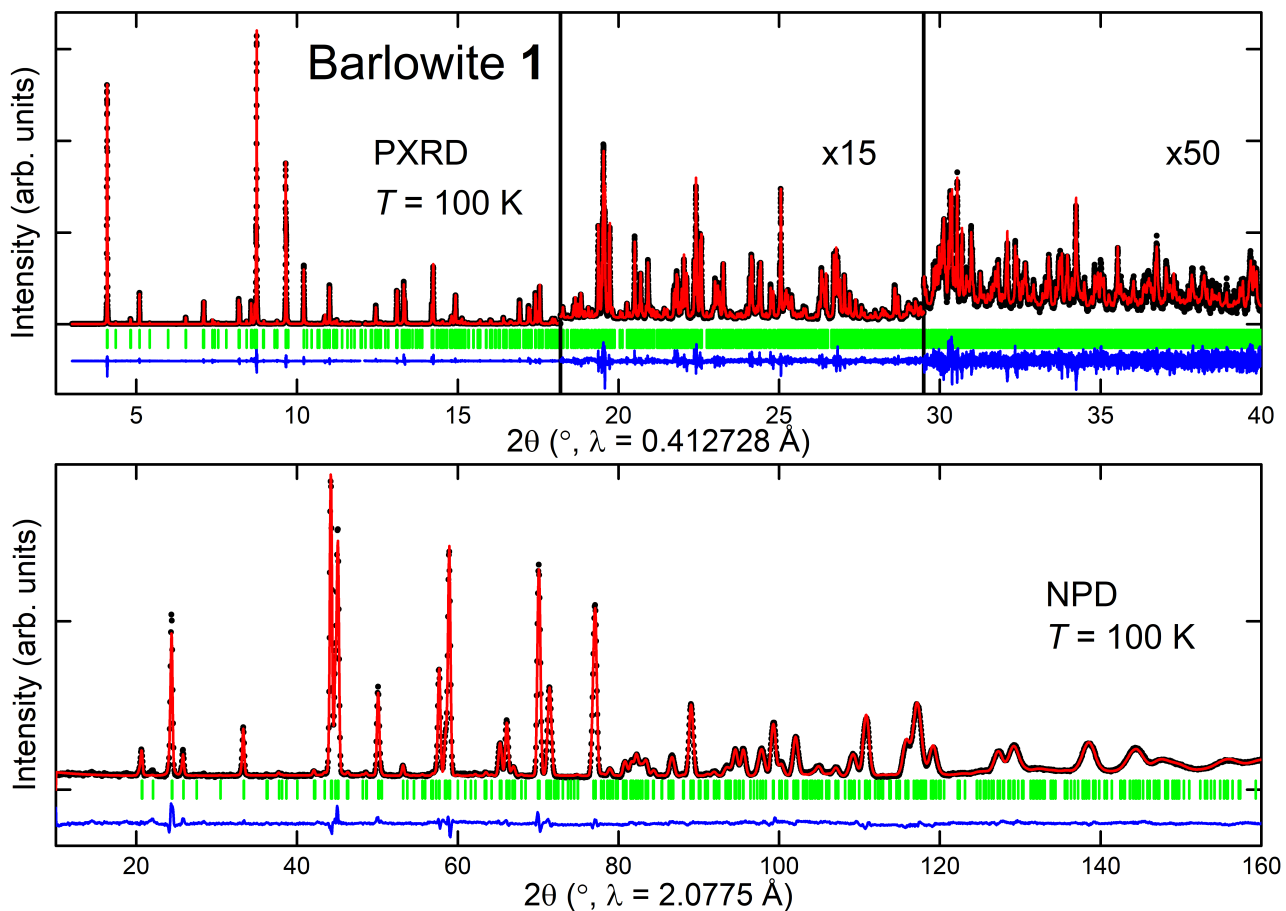 Barlowite 1
PXRD
T = 100 K
x15
x50
Intensity (arb. units)
5 10 15 20 25 30 35 40
2θ (°, λ = 0.412728 Å)
NPD
T = 100 K
Intensity (arb. units)
20 40 60 80 100 120 140 160
2θ (°, λ = 2.0775 Å)